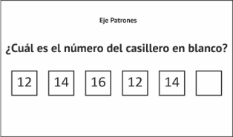 Eje Patrones
¿Cuál es el número del casillero en blanco?
12 14 16 12 14